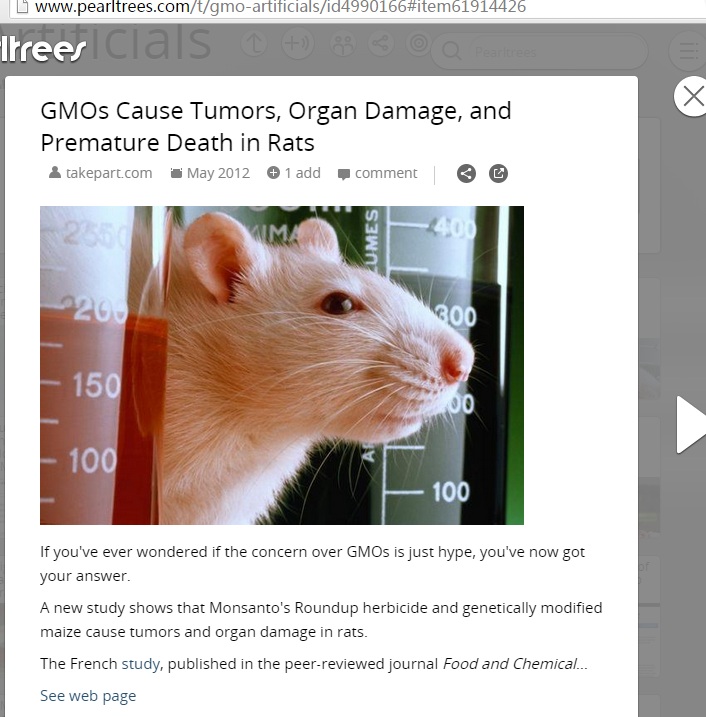 www.pearltrees.com/t/gmo-artificials/id4990166#item61914426
rtificials
ltrees
Pearltrees
GMOs Cause Tumors, Organ Damage, and
Premature Death in Rats
takepart.com May 2012 1 add comment
250
200
150
100
400
300
100
If you've ever wondered if the concern over GMOs is just hype, you've now got
your answer.
A new study shows that Monsanto's Roundup herbicide and genetically modified
maize cause tumors and organ damage in rats.
The French study, published in the peer-reviewed journal Food and Chemical...
See web page